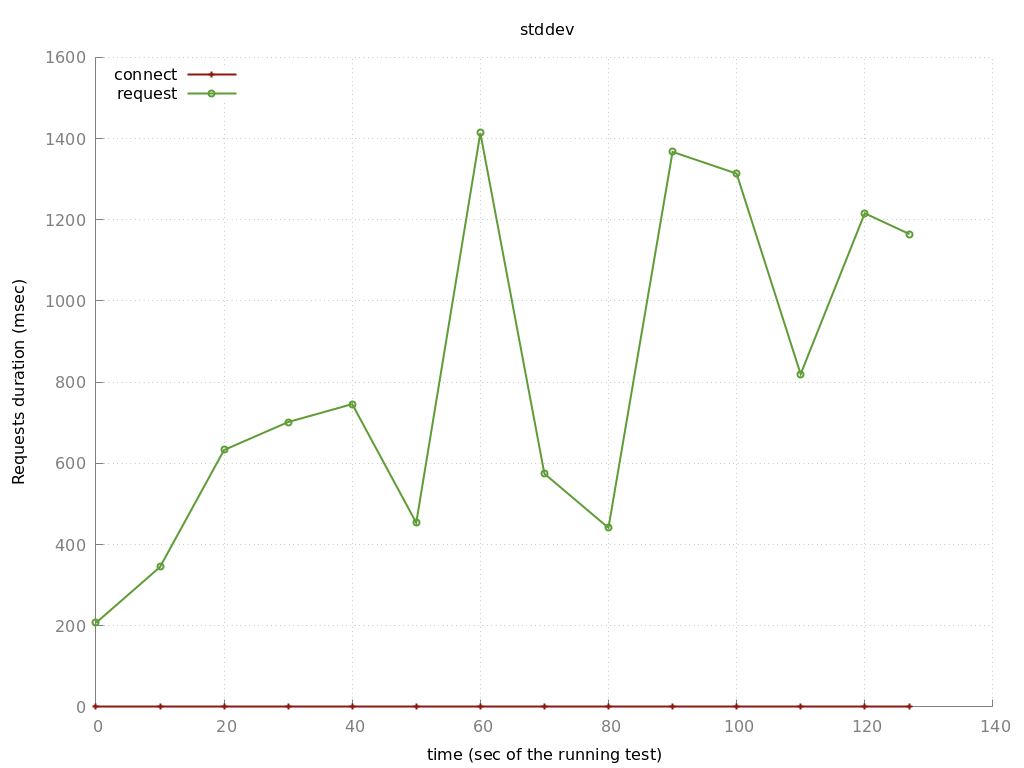 stddev
1600
1400
1200
1000
800
600
400
200
0
connect
request
Requests duration (msec)
0 20 40 60 80 100 120 140
time (sec of the running test)